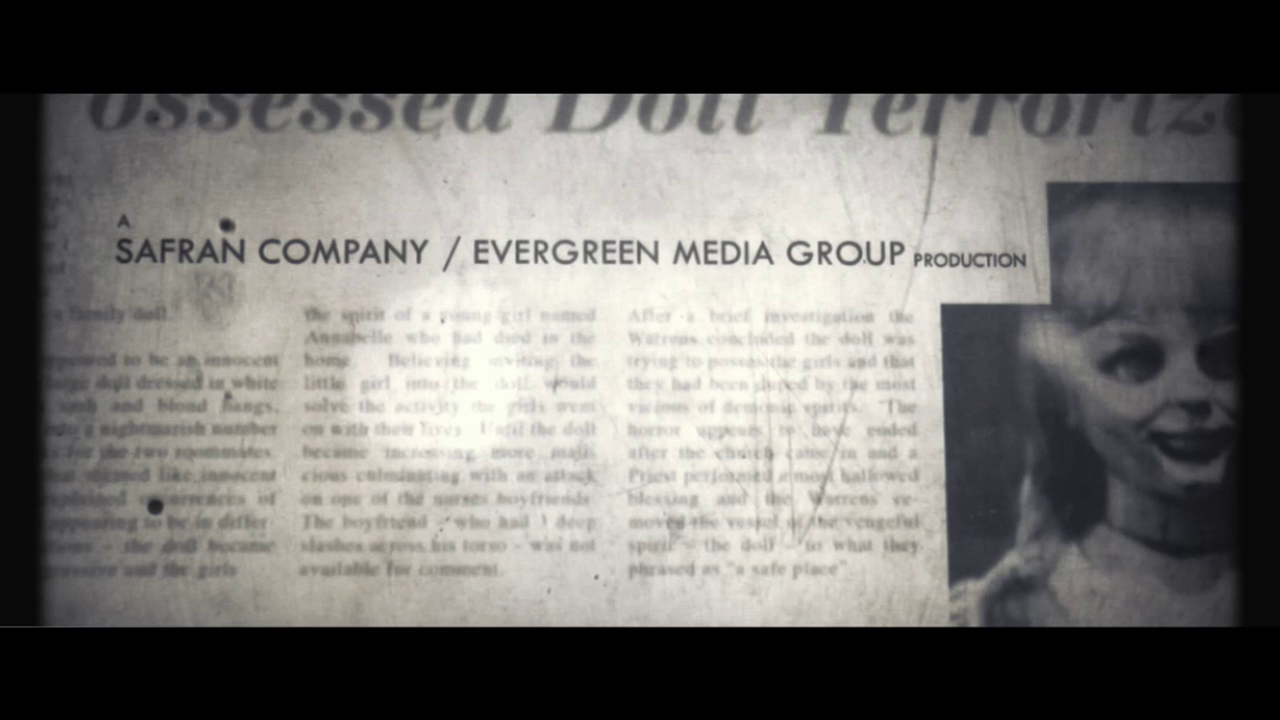 ossessed Doll Terrorize
A
SAFRAN COMPANY / EVERGREEN MEDIA GROUP PRODUCTION
a family doll.
to be an innocent
doll dressed in white
and blond bangs.
a nightmarish number
for the two roommates.
like innocent
of
appearing to be in differ-
the doll became
and the girls
the spirit of a young girl named
Annabelle who had died in the
home. Believing inviting the
little girl into the doll would
solve the activity the girls went
on with their lives. Until the doll
became increasing more mali-
cious culminating with an attack
on one of the nurses boyfriends.
The boyfriend - who had deep
slashes across his torso - was not
available for comment.
After a brief investigation the
Warrens concluded the doll was
trying to possess the girls and that
they had been duped by the most
vicious of demonic spirits. "The
horror appears to have ended
after the church came in and a
Priest performed a most hallowed
blessing and the Warrens re-
moved the vessel of the vengeful
spirit - the doll - to what they
phrased as "a safe place"